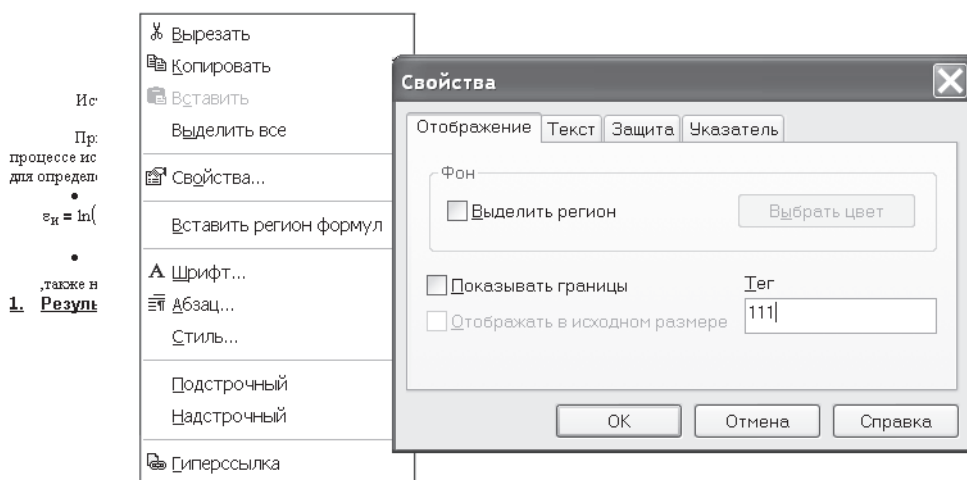 Ис
Пр
процессе ис
для определ
• 
εи = ln(
•
,также н
1. Резуль
Вырезать
Копировать
Вставить
Выделить все
Свойства...
Вставить регион формул
Шрифт...
Абзац...
Стиль...
Подстрочный
Надстрочный
Гиперссылка
Свойства
Отображение Текст Защита Указатель
Фон
Выделить регион Выбрать цвет
Показывать границы Тег
Отображать в исходном размере 111
OK Отмена Справка